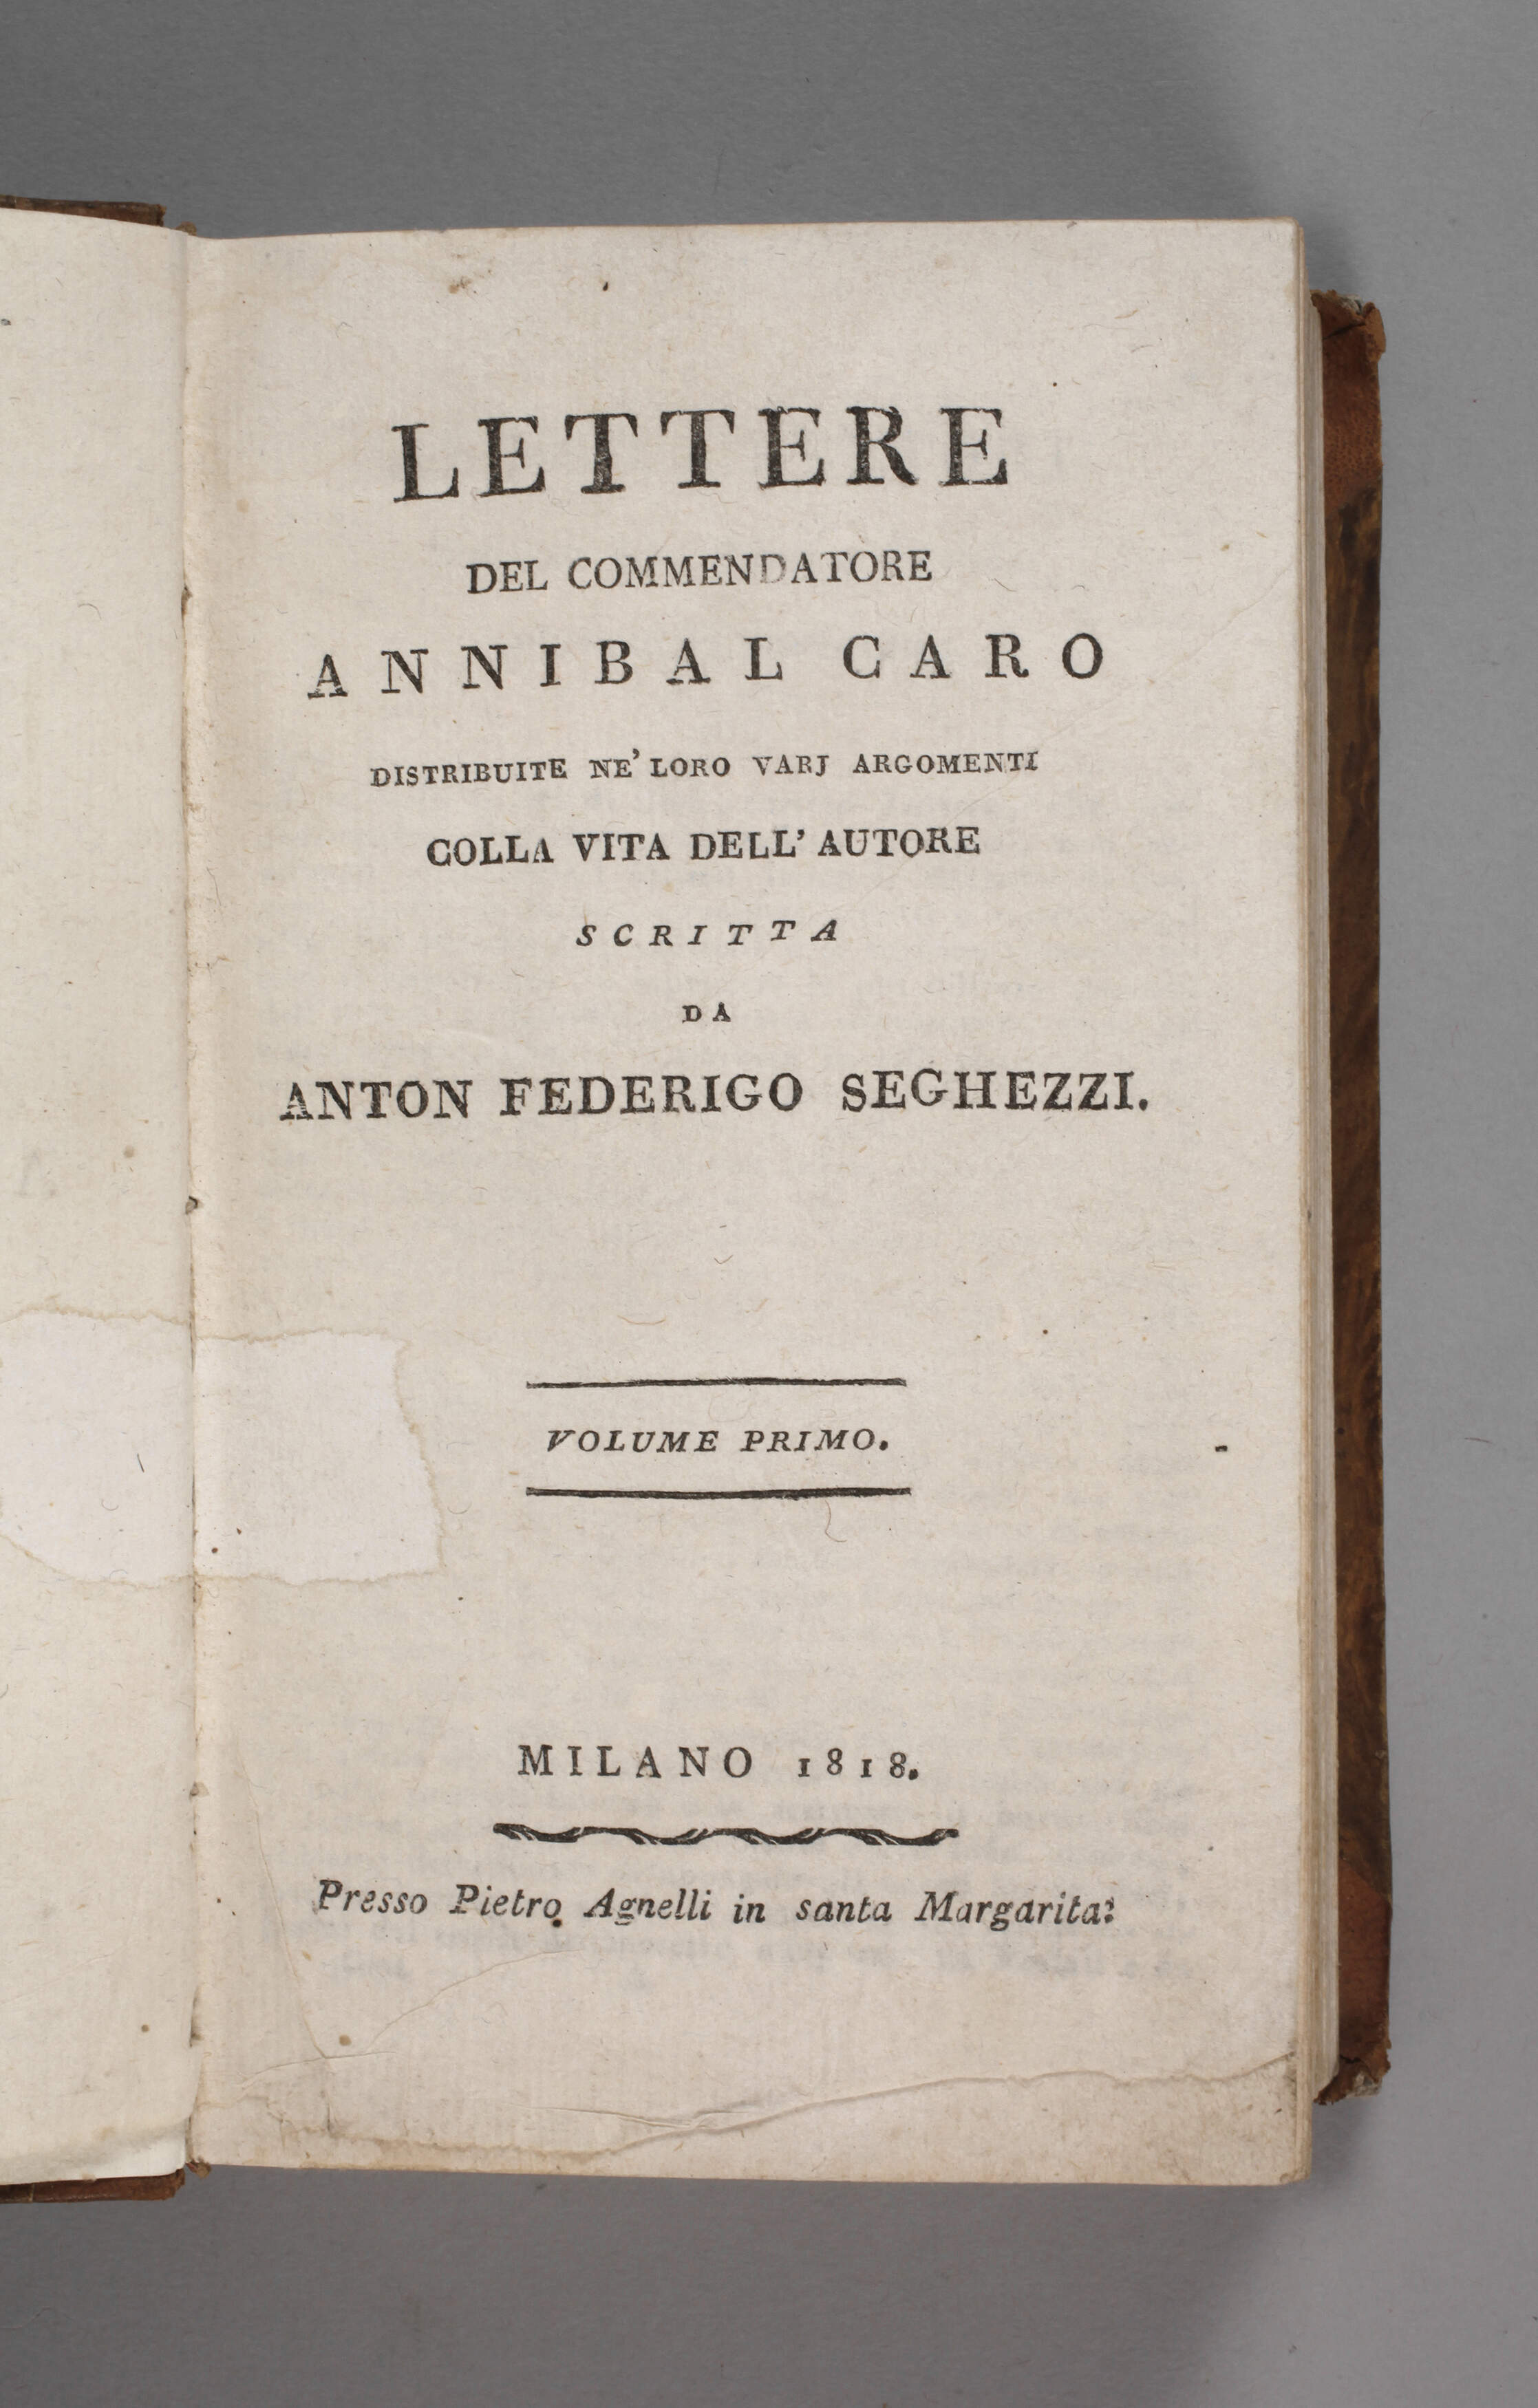 LETTERE
DEL COMMENDATORE
ANNIBAL CARO
DISTRIBUITE NE' LORO VARJ ARGOMENTI
COLLA VITA DELL' AUTORE
SCRITTA
DA
ANTON FEDERIGO SEGHEZZI.
VOLUME PRIMO.
MILANO 1818.
Presso Pietro Agnelli in santa Margarita.